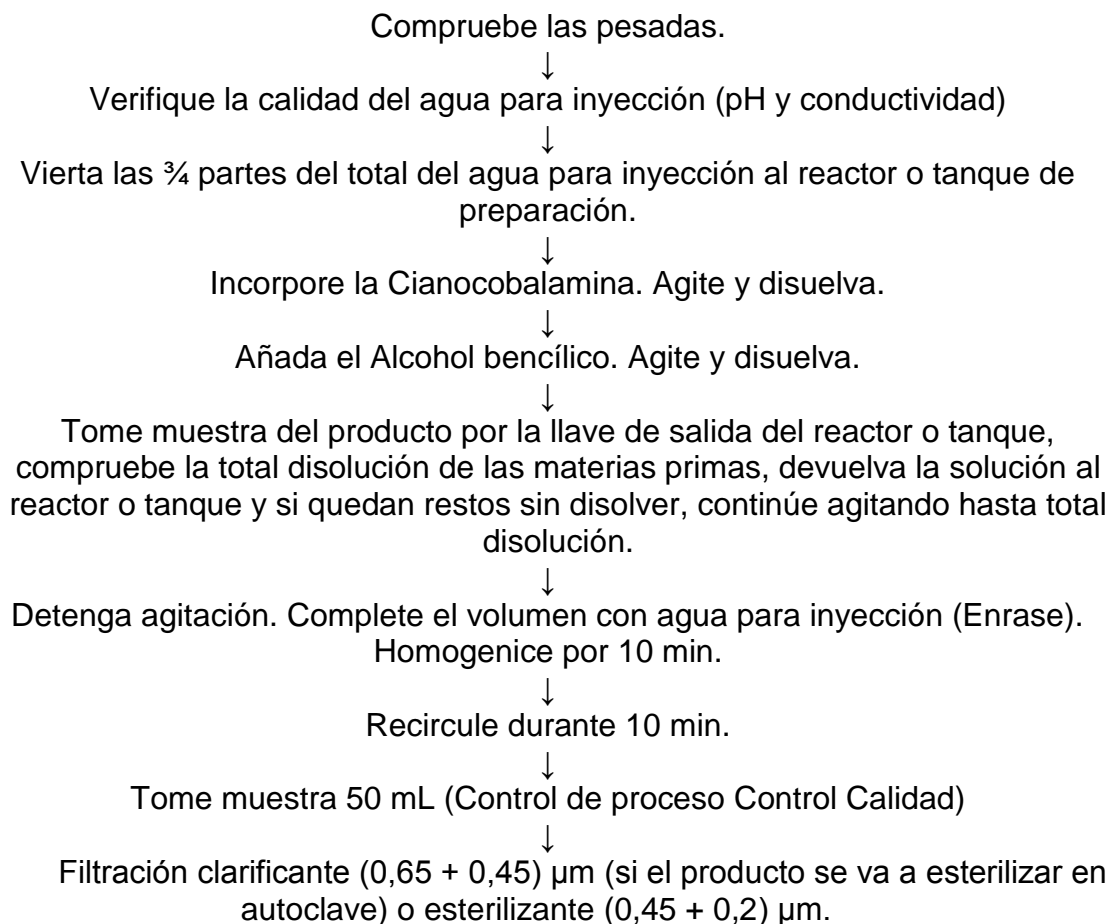 Compruebe las pesadas.
↓
Verifique la calidad del agua para inyección (pH y conductividad)
↓
Vierta las ¾ partes del total del agua para inyección al reactor o tanque de
preparación.
↓
Incorpore la Cianocobalamina. Agite y disuelva.
↓
Añada el Alcohol bencílico. Agite y disuelva.
↓
Tome muestra del producto por la llave de salida del reactor o tanque,
compruebe la total disolución de las materias primas, devuelva la solución al
reactor o tanque y si quedan restos sin disolver, continúe agitando hasta total
disolución.
↓
Detenga agitación. Complete el volumen con agua para inyección (Enrase).
Homogenice por 10 min.
↓
Recircule durante 10 min.
↓
Tome muestra 50 mL (Control de proceso Control Calidad)
↓
Filtración clarificante (0,65 + 0,45) µm (si el producto se va a esterilizar en
autoclave) o esterilizante (0,45 + 0,2) µm.